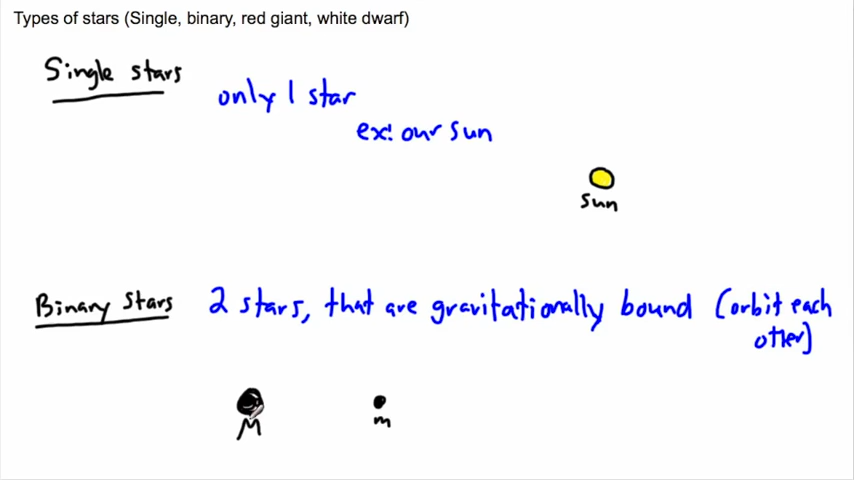 Types of stars (Single, binary, red giant, white dwarf)
Single stars
only 1 star
ex: our sun
sun
Binary stars 2 stars, that are gravitationally bound (orbit each
other)
M m